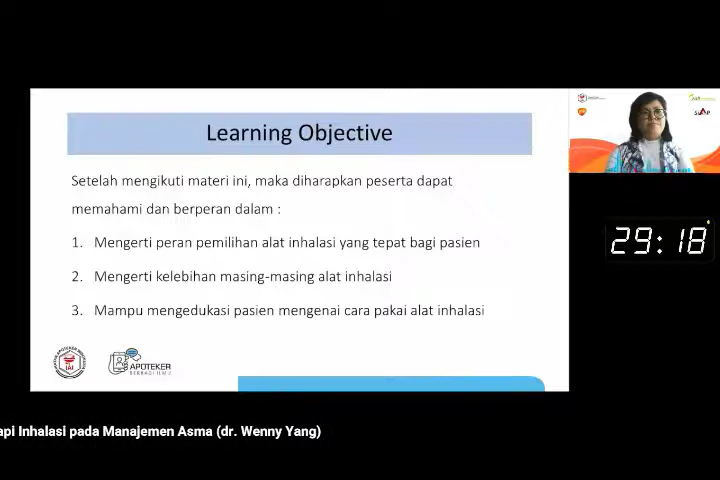 Learning Objective
Setelah mengikuti materi ini, maka diharapkan peserta dapat
memahami dan berperan dalam :
1. Mengerti peran pemilihan alat inhalasi yang tepat bagi pasien
2. Mengerti kelebihan masing-masing alat inhalasi
3. Mampu mengedukasi pasien mengenai cara pakai alat inhalasi
IAI
APOTEKER
BERBAGI ILMU
29:18
api Inhalasi pada Manajemen Asma (dr. Wenny Yang)